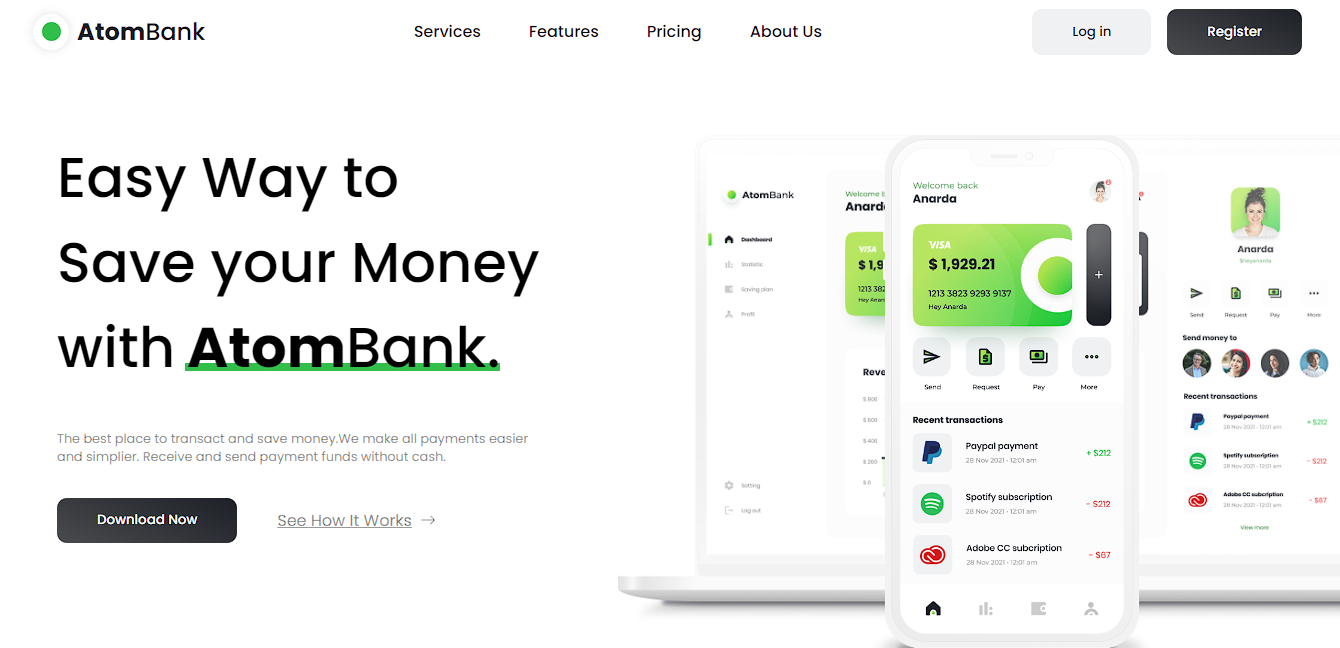 AtomBank
Services
Features
Pricing
About Us
Log in
Register
Easy Way to
Save your Money
with AtomBank.
The best place to transact and save money.We make all payments easier
and simplier. Receive and send payment funds without cash.
Download Now
See How It Works
AtomBank
Dashboard
Statistic
Saving plan
Profil
Setting
Log out
Welcome
Anard
VISA
$ 1,9
1213 382
Hey Anar
Reve
$ 800
$ 600
$ 400
$ 200
$ 0
Welcome back
Anarda
VISA
$ 1,929.21
1213 3823 9293 9137
Hey Anarda
+
Send
Request
Pay
More
Recent transactions
Paypal payment
28 Nov 2021 - 12:01 am
+ $212
Spotify subscription
28 Nov 2021 - 12:01 am
- $212
Adobe CC subcription
28 Nov 2021 - 12:01 am
- $67
Anarda
$heyananda
Send
Request
Pay
More
Send money to
Recent transactions
Paypal payment
28 Nov 2021 - 12:01 am
+ $212
Spotify subscription
28 Nov 2021 - 12:01 am
- $212
Adobe CC subcription
28 Nov 2021 - 12:01 am
- $67
View more